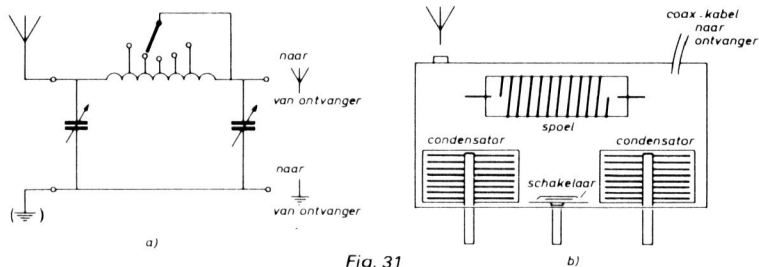 naar
van ontvanger
naar
van ontvanger
a)
coax-kabel
naar
ontvanger
spoel
condensator
condensator
schakelaar
b)
Fig. 31